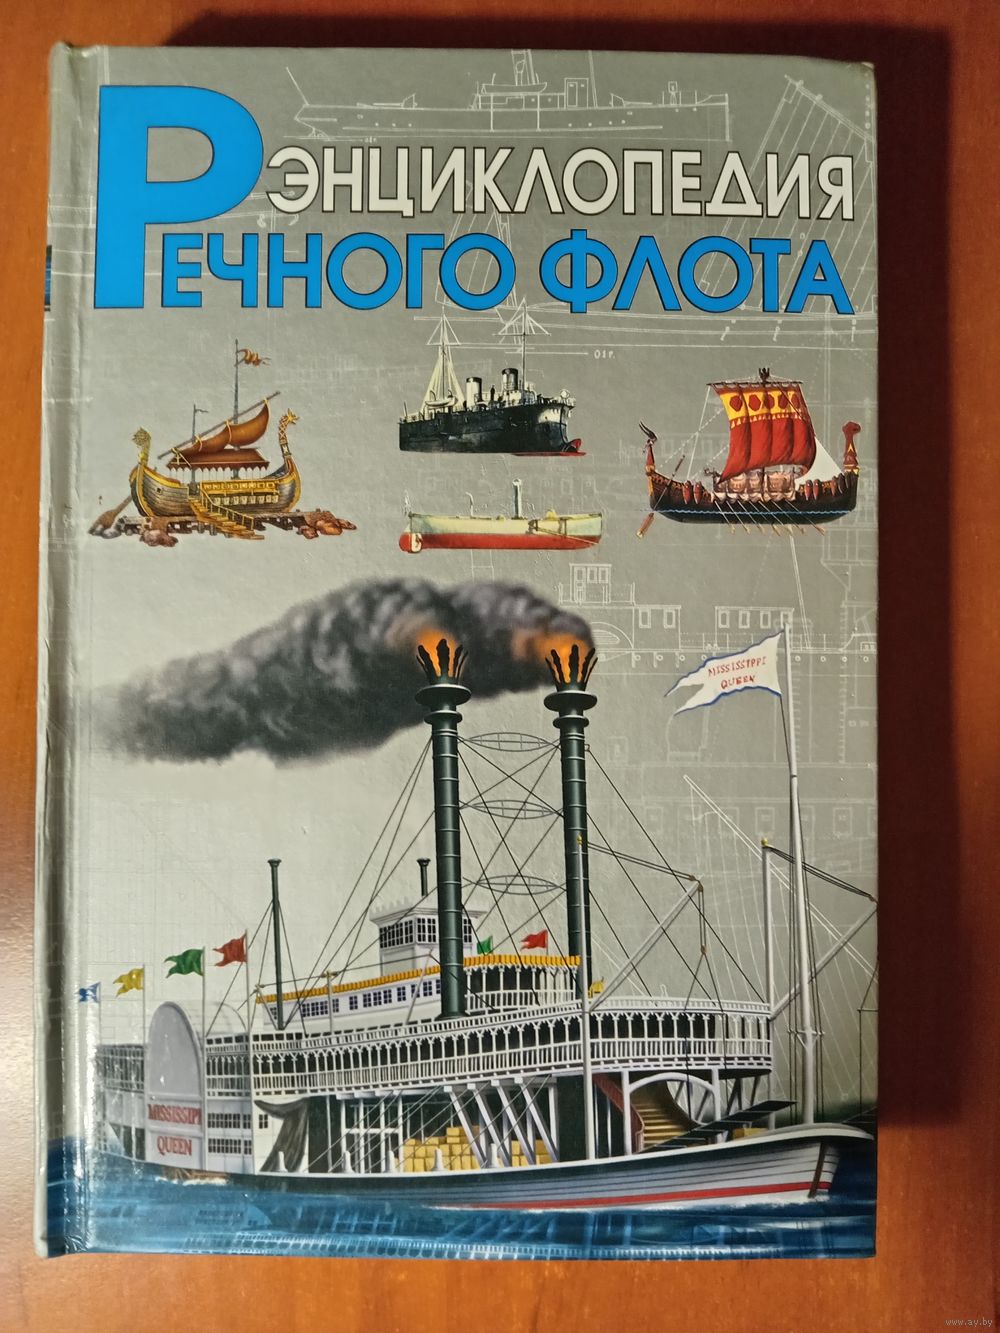 ЭНЦИКЛОПЕДИЯ
РЕЧНОГО ФЛОТА
MISSISSIPPI
QUEEN
MISSISSIPPI
QUEEN
www.ay.by